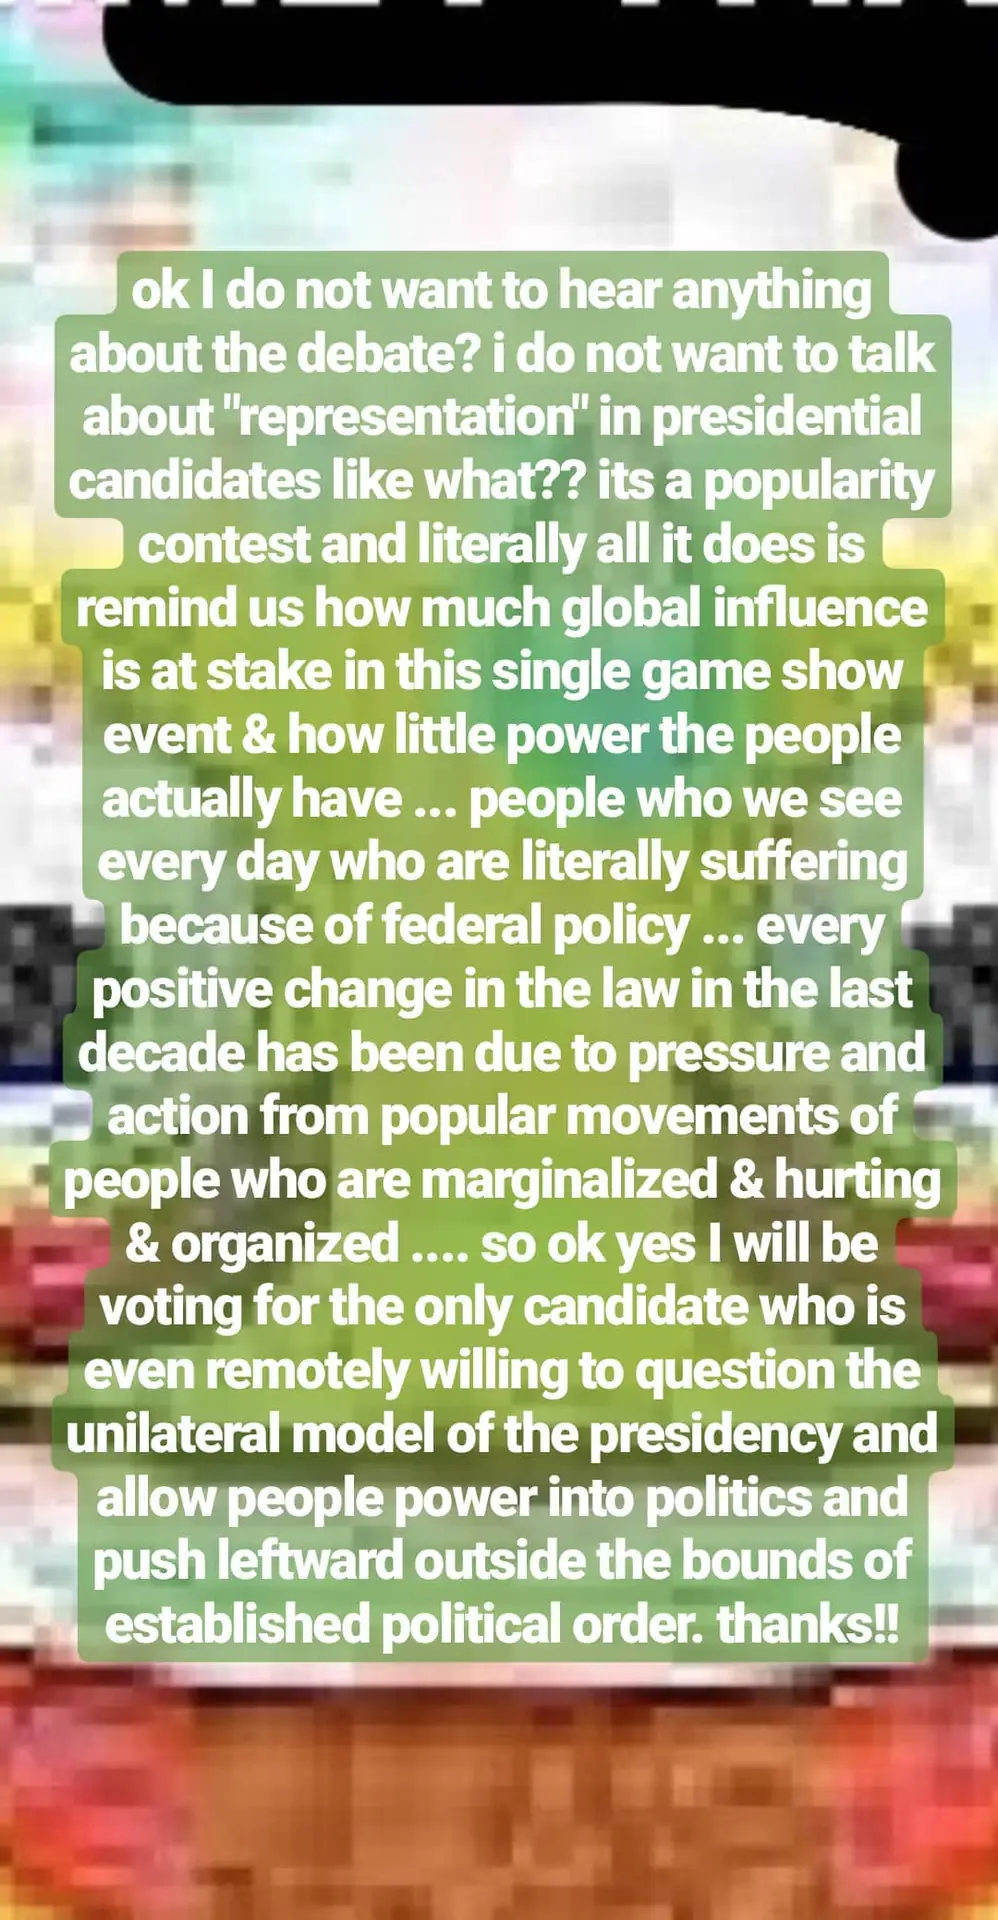 ok I do not want to hear anything
about the debate? i do not want to talk
about "representation" in presidential
candidates like what?? its a popularity
contest and literally all it does is
remind us how much global influence
is at stake in this single game show
event & how little power the people
actually have ... people who we see
every day who are literally suffering
because of federal policy ... every
positive change in the law in the last
decade has been due to pressure and
action from popular movements of
people who are marginalized & hurting
& organized .... so ok yes I will be
voting for the only candidate who is
even remotely willing to question the
unilateral model of the presidency and
allow people power into politics and
push leftward outside the bounds of
established political order. thanks!!